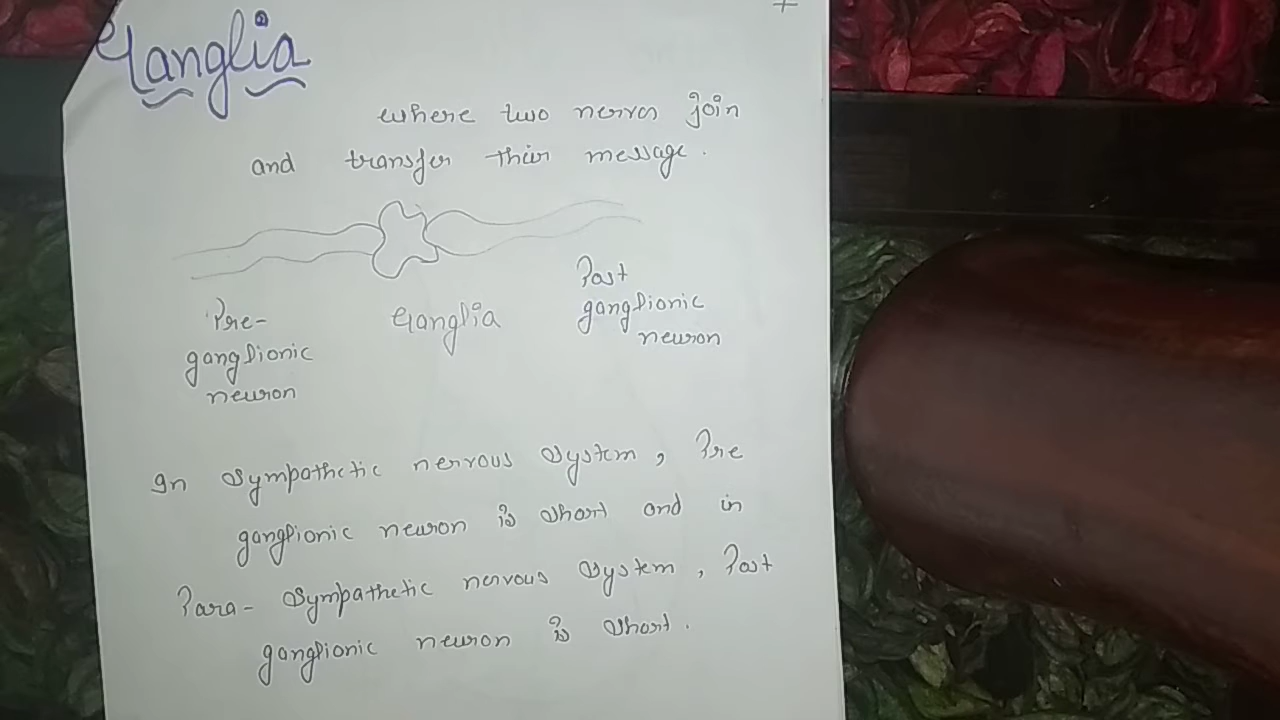 Ganglia
where two nerves join
and transfer their message.
Pre-
ganglionic
neuron
Ganglia
Post
ganglionic
neuron
In sympathetic nervous system, Pre
ganglionic neuron is short and in
Para- sympathetic nervous system, Post
ganglionic neuron is short.